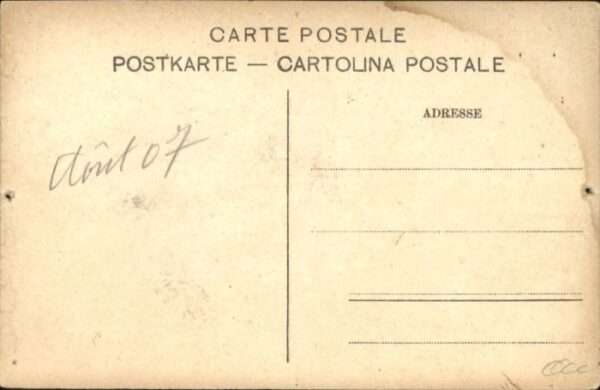 CARTE POSTALE
POSTKARTE — CARTOLINA POSTALE
ADRESSE
Août 07